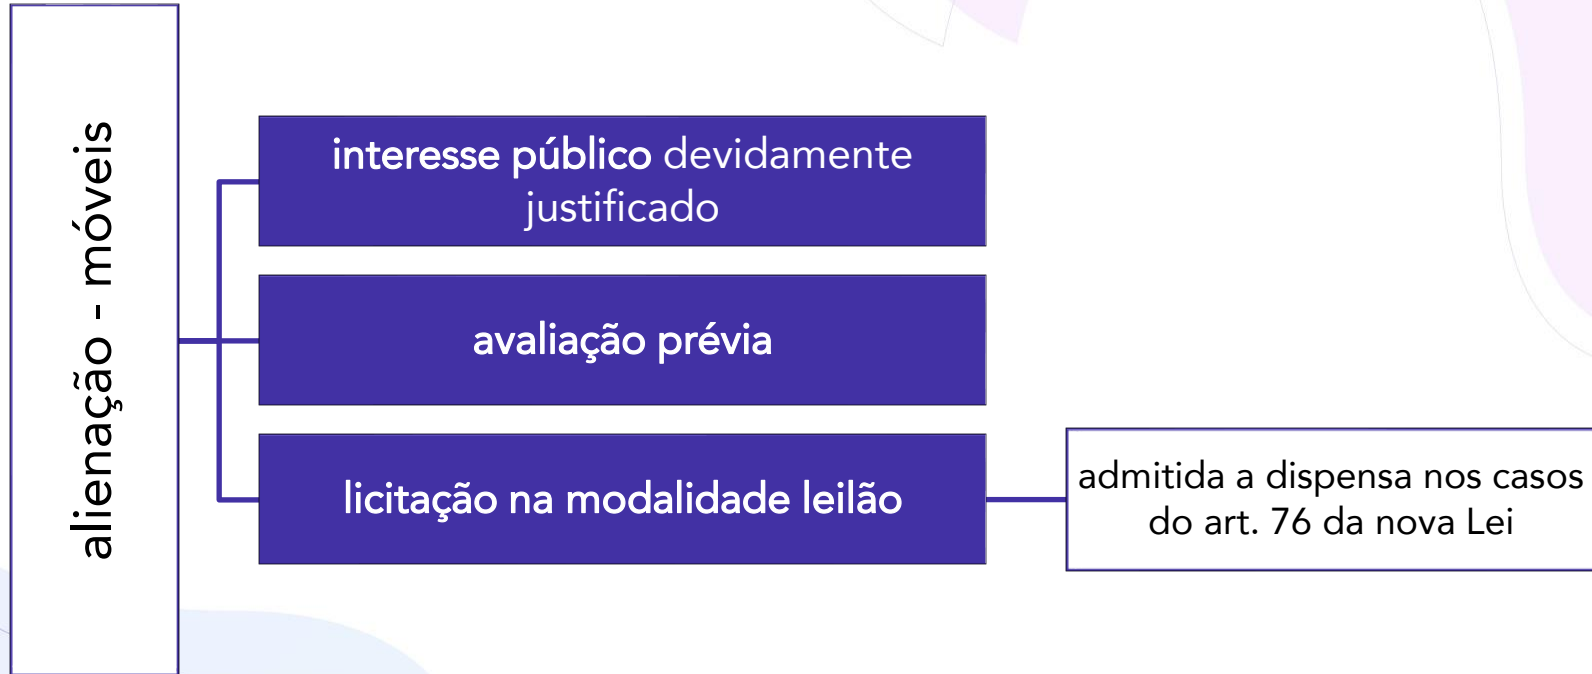 alienação - móveis
interesse público devidamente
justificado
avaliação prévia
licitação na modalidade leilão
admitida a dispensa nos casos
do art. 76 da nova Lei